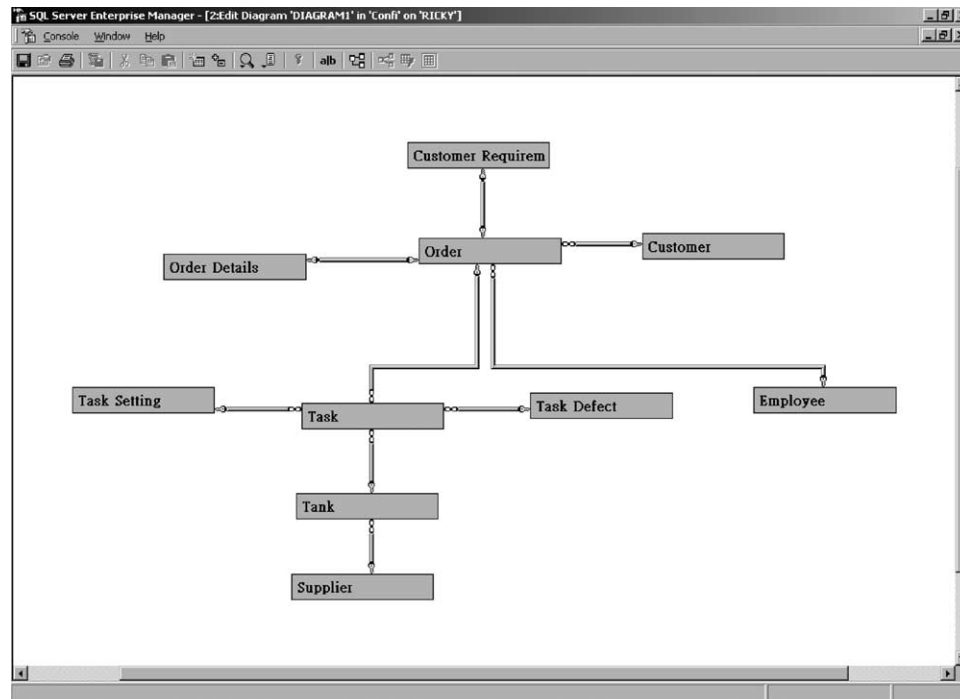 SQL Server Enterprise Manager - [2:Edit Diagram 'DIAGRAM1' in 'Confi' on 'RICKY']
Console Window Help
alb
Customer Requirem
Order
Customer
Order Details
Task Setting
Task
Task Defect
Employee
Tank
Supplier